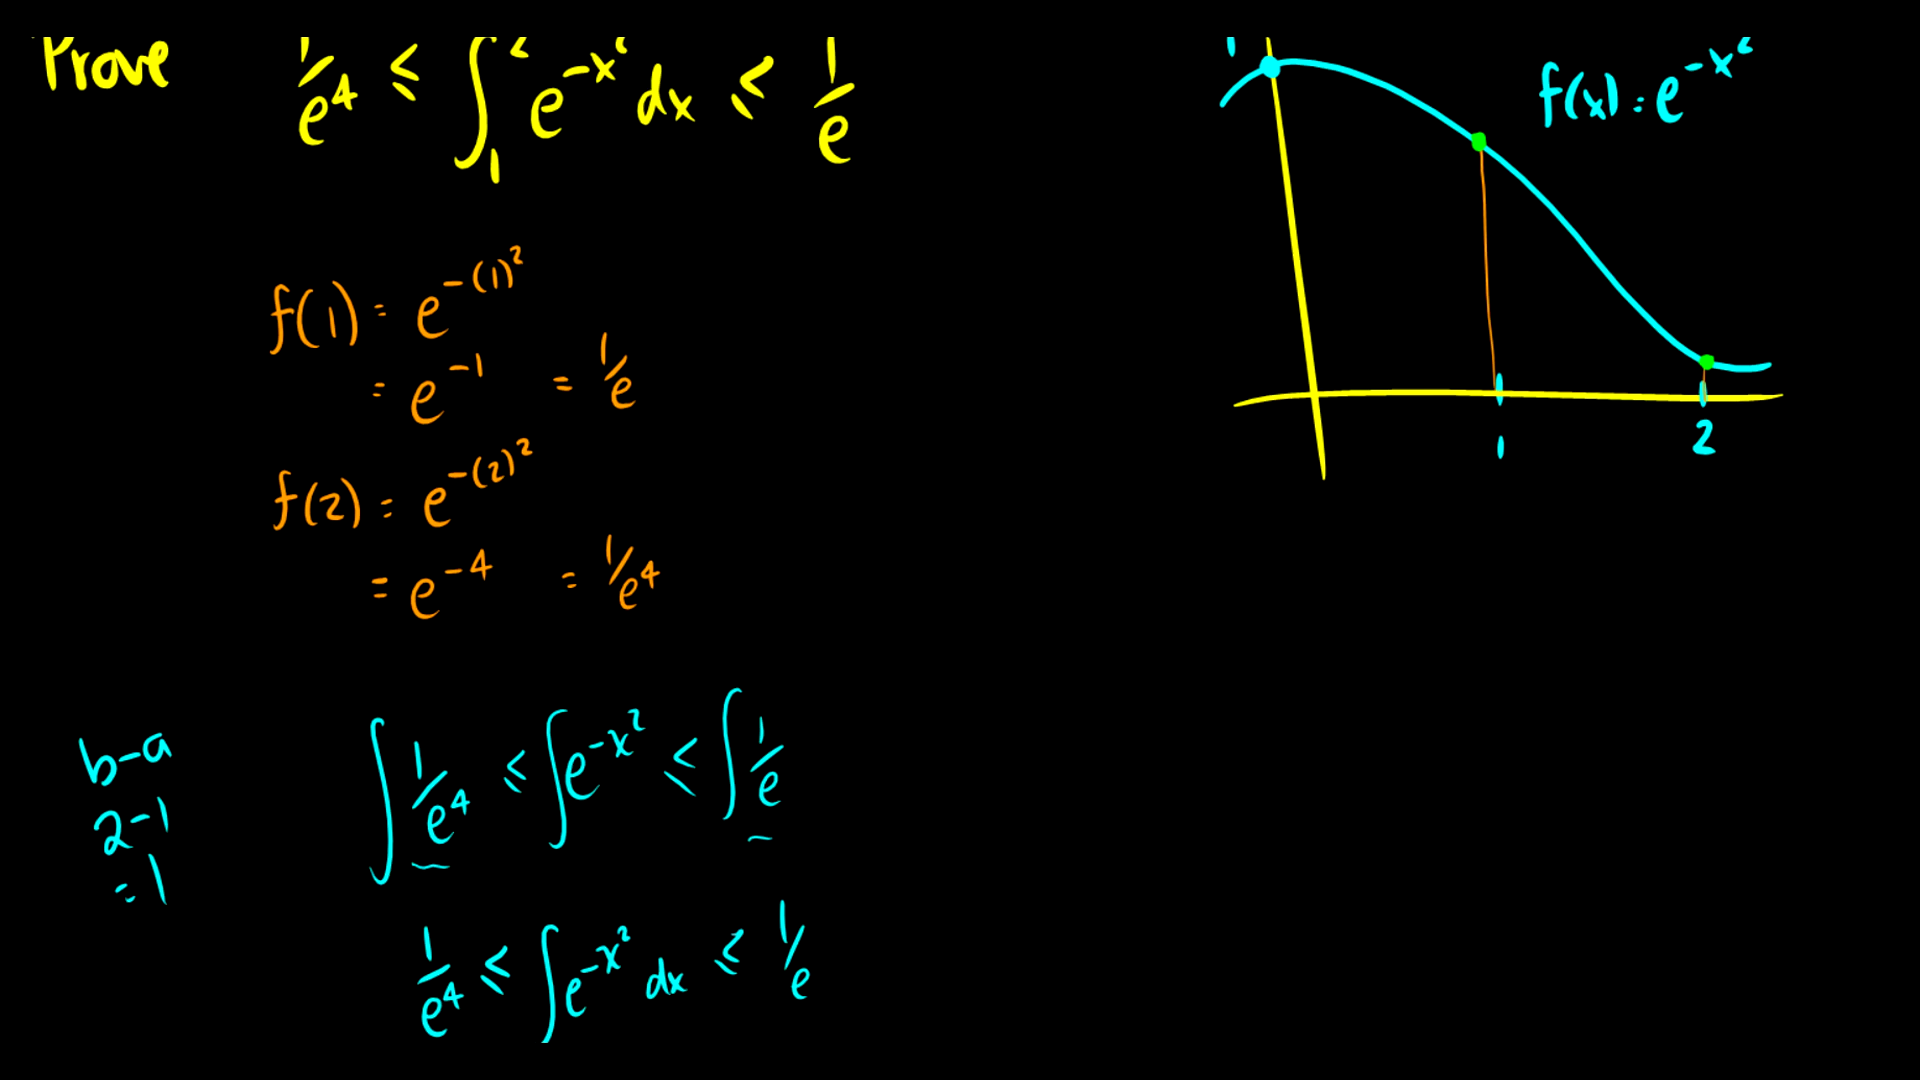 Prove 1/e⁴ ≤ ∫₁² e^(-x²) dx ≤ 1/e
f(1) = e^(-(1)²)
= e^(-1) = 1/e
f(2) = e^(-(2)²)
= e^(-4) = 1/e⁴
b-a
2-1
=1
∫ 1/e⁴ ≤ ∫ e^(-x²) ≤ ∫ 1/e
1/e⁴ ≤ ∫ e^(-x²) dx ≤ 1/e
1
f(x) = e^(-x²)
1 2